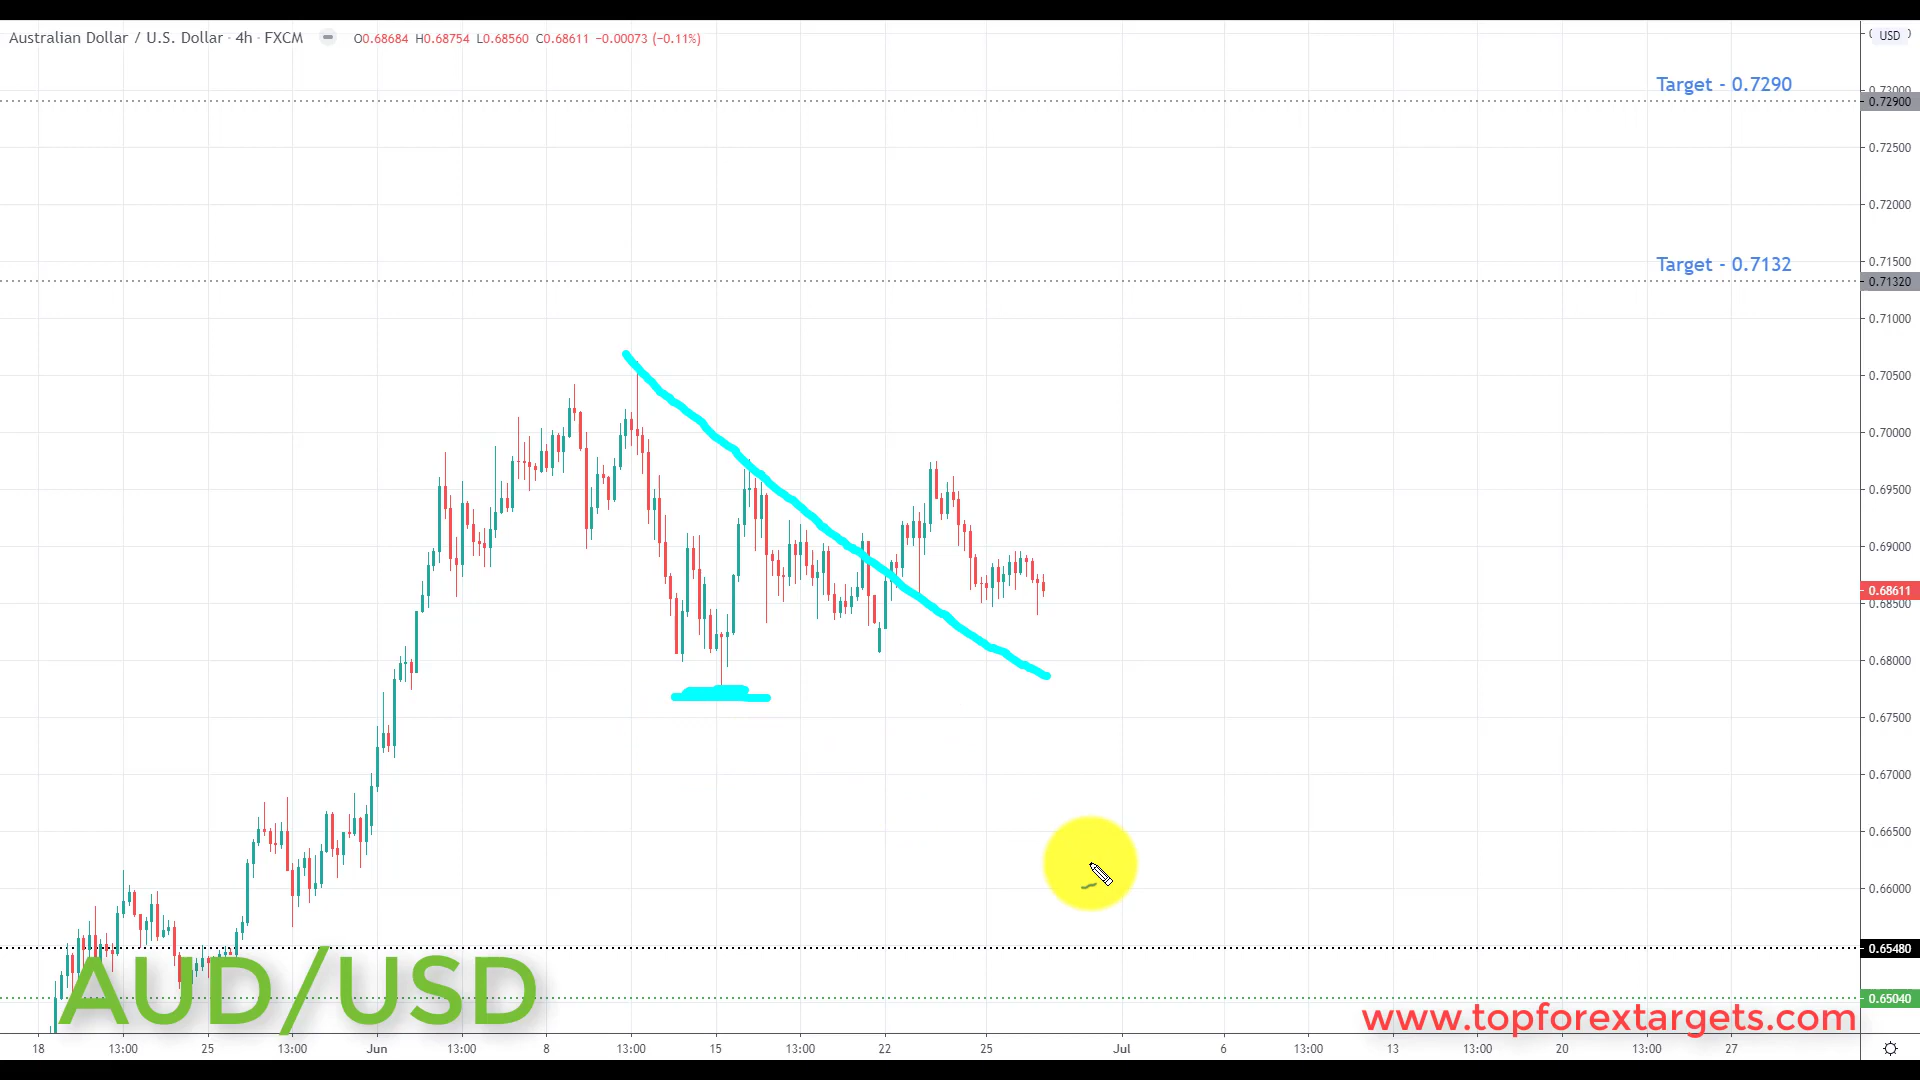 Australian Dollar / U.S. Dollar · 4h · FXCM O0.68684 H0.68754 L0.68560 C0.68611 −0.00073 (−0.11%)
USD
Target - 0.7290
0.73000
0.72900
0.72500
0.72000
Target - 0.7132
0.71500
0.71320
0.71000
0.70500
0.70000
0.69500
0.69000
0.68611
0.68500
0.68000
0.67500
0.67000
0.66500
0.66000
0.65480
0.65040
AUD/USD
www.topforextargets.com
18 13:00 25 13:00 Jun 13:00 8 13:00 15 13:00 22 25 Jul 6 13:00 13 13:00 20 13:00 27